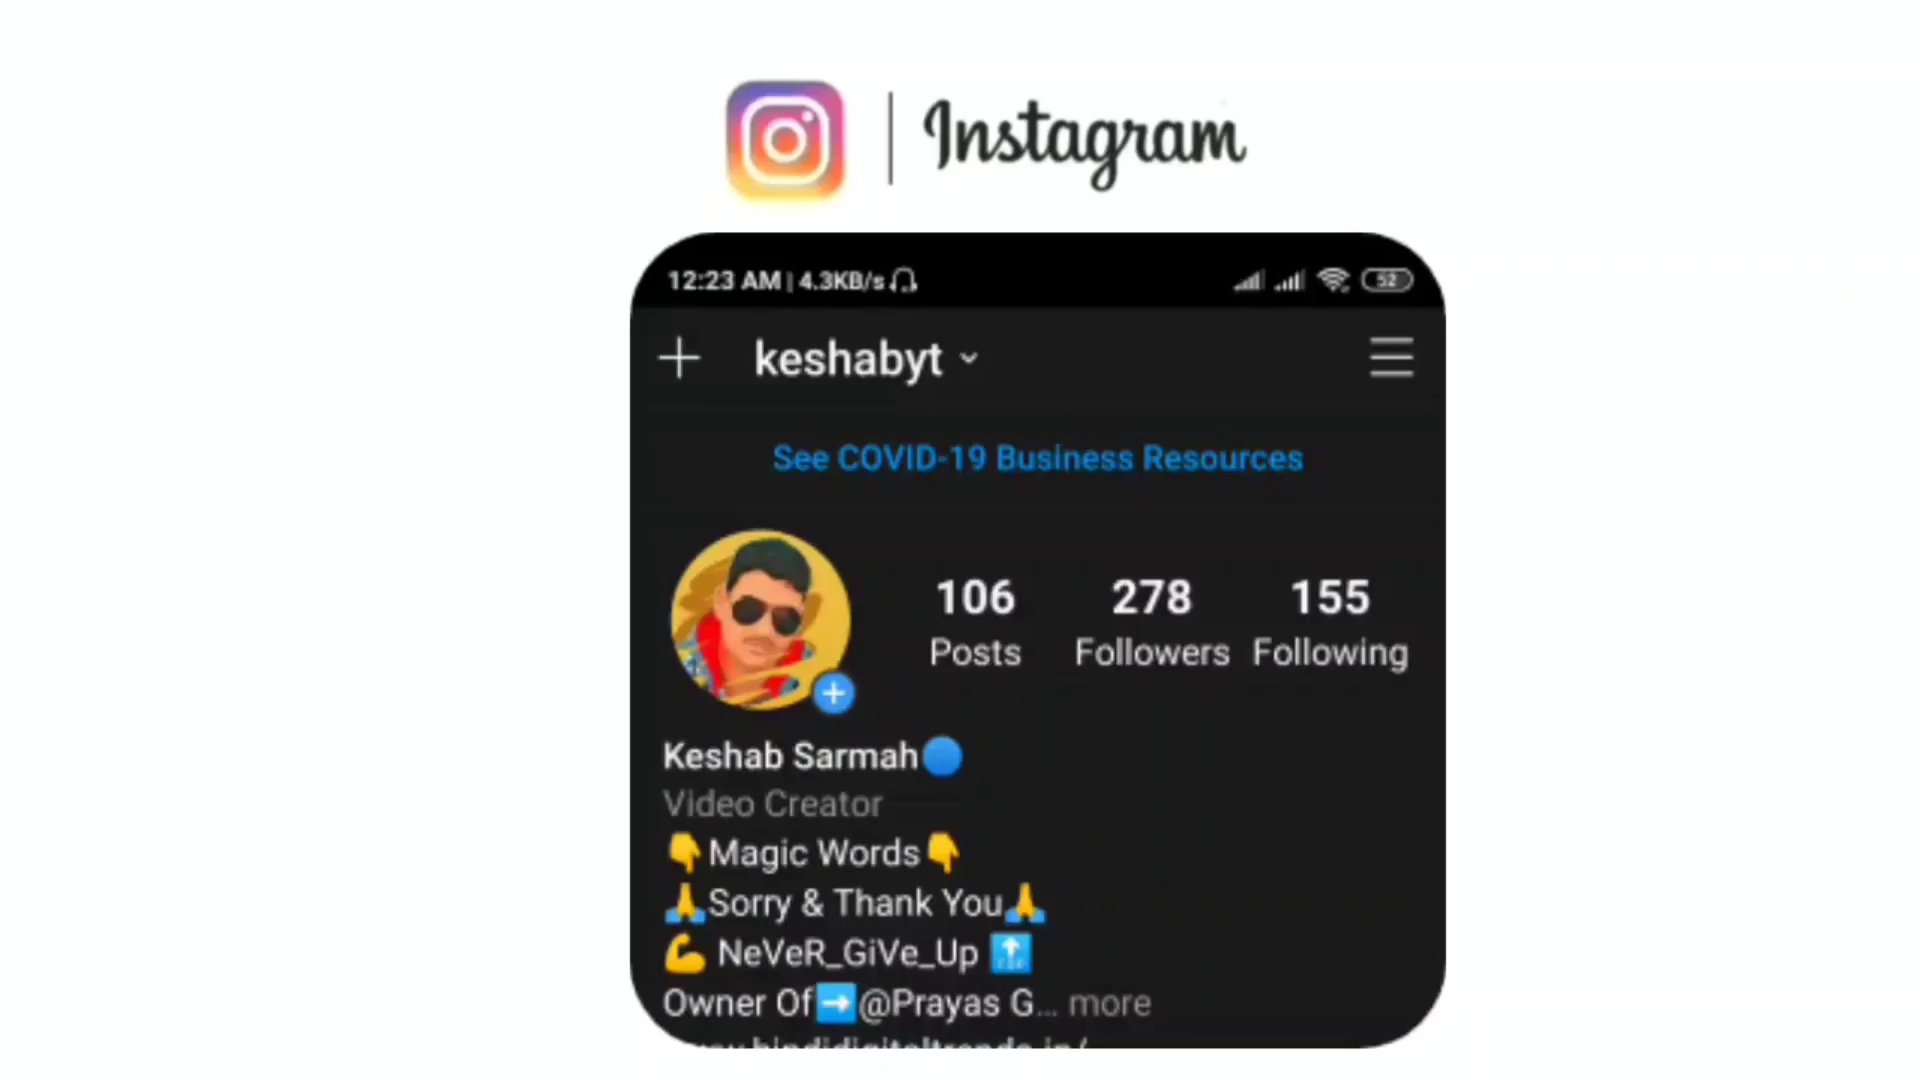 Instagram
12:23 AM | 4.3KB/s 52
keshabyt
See COVID-19 Business Resources
106 278 155
Posts Followers Following
Keshab Sarmah🔵
Video Creator
👇Magic Words👇
🙏Sorry & Thank You🙏
💪 NeVeR_GiVe_Up ⬆️
Owner Of➡️@Prayas G... more